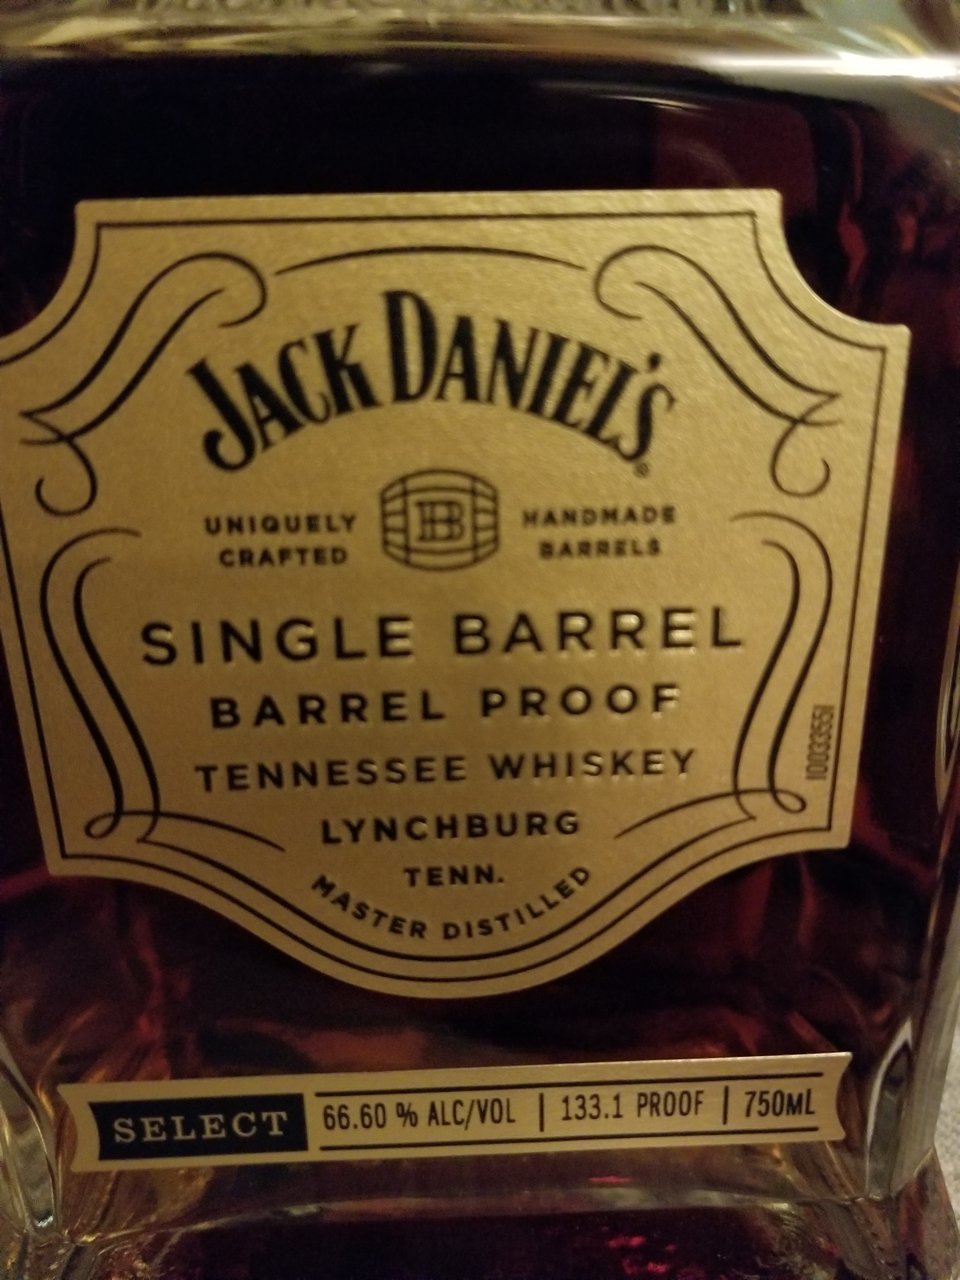 JACK DANIEL'S®
UNIQUELY CRAFTED
HB
HANDMADE BARRELS
SINGLE BARREL
BARREL PROOF
TENNESSEE WHISKEY
LYNCHBURG
TENN.
MASTER DISTILLED
SELECT
66.60 % ALC/VOL | 133.1 PROOF | 750ML